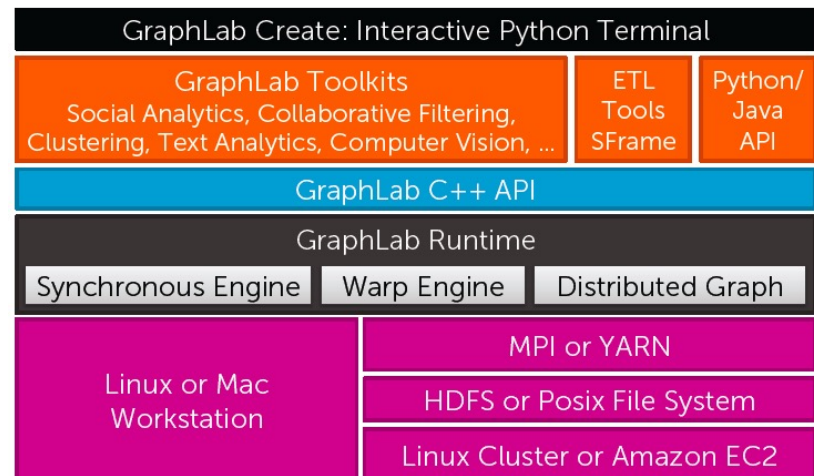 GraphLab Create: Interactive Python Terminal
GraphLab Toolkits
Social Analytics, Collaborative Filtering,
Clustering, Text Analytics, Computer Vision, ...
ETL
Tools
SFrame
Python/
Java
API
GraphLab C++ API
GraphLab Runtime
Synchronous Engine
Warp Engine
Distributed Graph
Linux or Mac
Workstation
MPI or YARN
HDFS or Posix File System
Linux Cluster or Amazon EC2